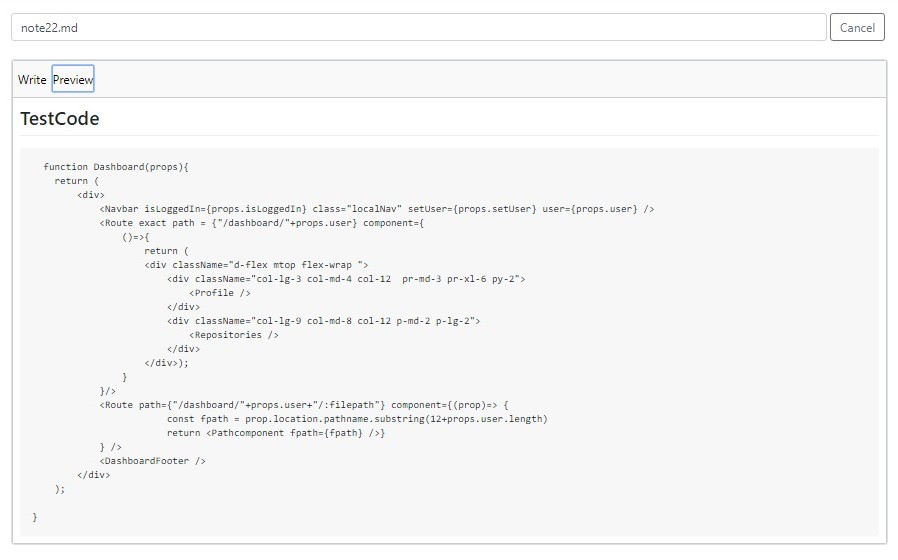 note22.md
Cancel
Write Preview
TestCode
function Dashboard(props){
return (
<div>
<Navbar isLoggedIn={props.isLoggedIn} class="localNav" setUser={props.setUser} user={props.user} />
<Route exact path = {"/dashboard/"+props.user} component={
()=>{
return (
<div className="d-flex mtop flex-wrap ">
<div className="col-lg-3 col-md-4 col-12  pr-md-3 pr-xl-6 py-2">
<Profile />
</div>
<div className="col-lg-9 col-md-8 col-12 p-md-2 p-lg-2">
<Repositories />
</div>
</div>);
}
}/>
<Route path={"/dashboard/"+props.user+"/:filepath"} component={(prop)=> {
const fpath = prop.location.pathname.substring(12+props.user.length)
return <Pathcomponent fpath={fpath} />}
} />
<DashboardFooter />
</div>
);
}